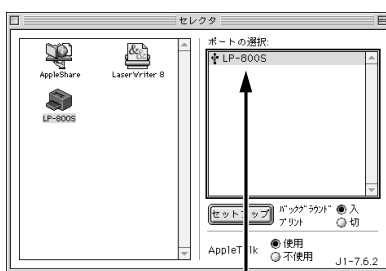 セレクタ
AppleShare
LaserWriter 8
LP-800S
ポートの選択:
LP-800S
セットアップ
バックグラウンド
プリント
入
切
AppleTalk
使用
不使用
J1-7.6.2